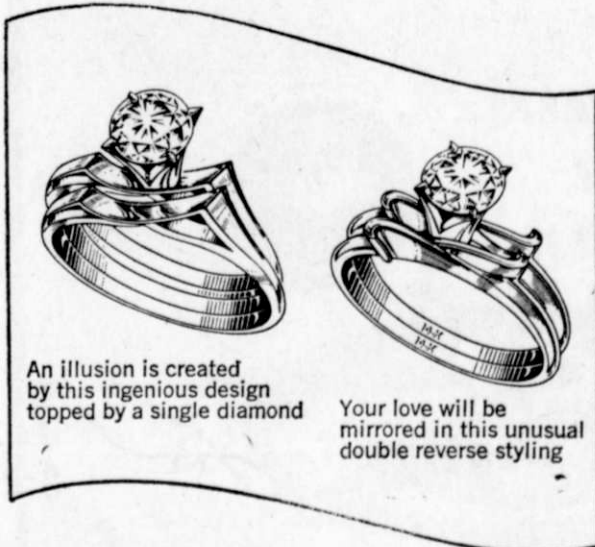 An illusion is created
by this ingenious design
topped by a single diamond
Your love will be
mirrored in this unusual
double reverse styling
14K
14K